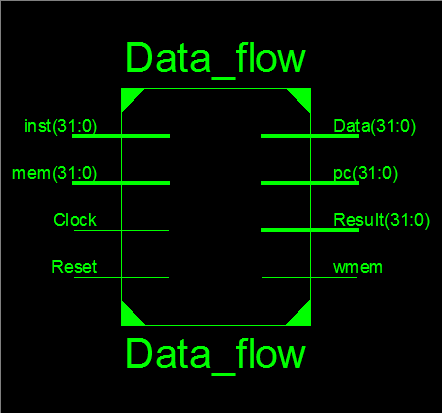 Data_flow
inst(31:0)
Data(31:0)
mem(31:0)
pc(31:0)
Clock
Result(31:0)
Reset
wmem
Data_flow